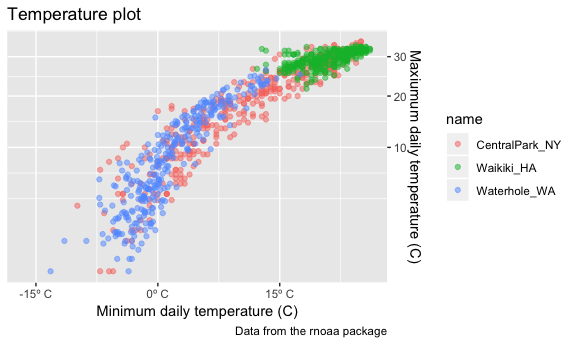 Temperature plot
30
20
10
Maxiumum daily temperature (C)
-15º C
0º C
15º C
Minimum daily temperature (C)
Data from the rnoaa package
name
CentralPark_NY
Waikiki_HA
Waterhole_WA